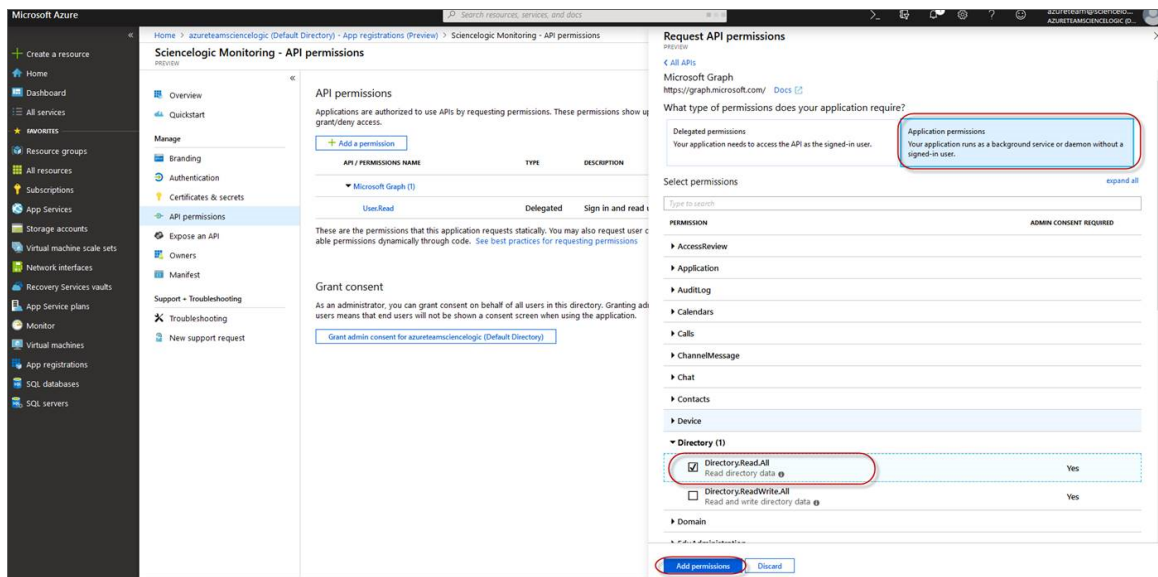 Microsoft Azure
Search resources, services, and docs
AZURETEAMSCIENCELOGIC (D...
Create a resource
Home
Dashboard
All services
FAVORITES
Resource groups
All resources
Subscriptions
App Services
Storage accounts
Virtual machine scale sets
Network interfaces
Recovery Services vaults
App Service plans
Monitor
Virtual machines
App registrations
SQL databases
SQL servers
Home > azureteamsciencelogic (Default Directory) - App registrations (Preview) > Sciencelogic Monitoring - API permissions
Sciencelogic Monitoring - API permissions
PREVIEW
Overview
Quickstart
Manage
Branding
Authentication
Certificates & secrets
API permissions
Expose an API
Owners
Manifest
Support + Troubleshooting
Troubleshooting
New support request
API permissions
Applications are authorized to use APIs by requesting permissions. These permissions show up
grant/deny access.
+ Add a permission
API / PERMISSIONS NAME TYPE DESCRIPTION
Microsoft Graph (1)
User.Read Delegated Sign in and read u
These are the permissions that this application requests statically. You may also request user c
able permissions dynamically through code. See best practices for requesting permissions
Grant consent
As an administrator, you can grant consent on behalf of all users in this directory. Granting ad
users means that end users will not be shown a consent screen when using the application.
Grant admin consent for azureteamsciencelogic (Default Directory)
Request API permissions
PREVIEW
All APIs
Microsoft Graph
https://graph.microsoft.com/ Docs
What type of permissions does your application require?
Delegated permissions
Your application needs to access the API as the signed-in user.
Application permissions
Your application runs as a background service or daemon without a
signed-in user.
Select permissions expand all
Type to search
PERMISSION ADMIN CONSENT REQUIRED
AccessReview
Application
AuditLog
Calendars
Calls
ChannelMessage
Chat
Contacts
Device
Directory (1)
Directory.Read.All
Read directory data
Yes
Directory.ReadWrite.All
Read and write directory data
Yes
Domain
Add permissions Discard